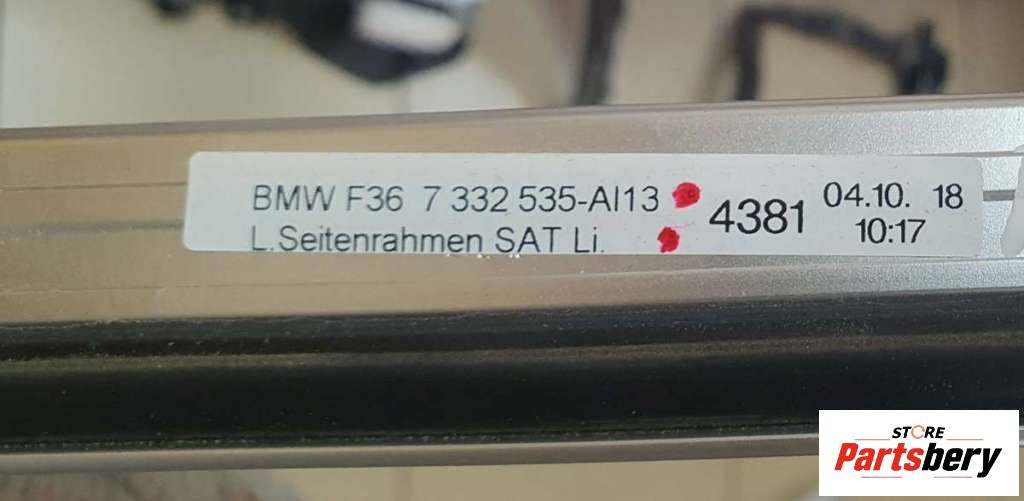 BMW F36 7 332 535-AI13
L.Seitenrahmen SAT Li.
4381
04.10. 18
10:17
STORE
Partsbery